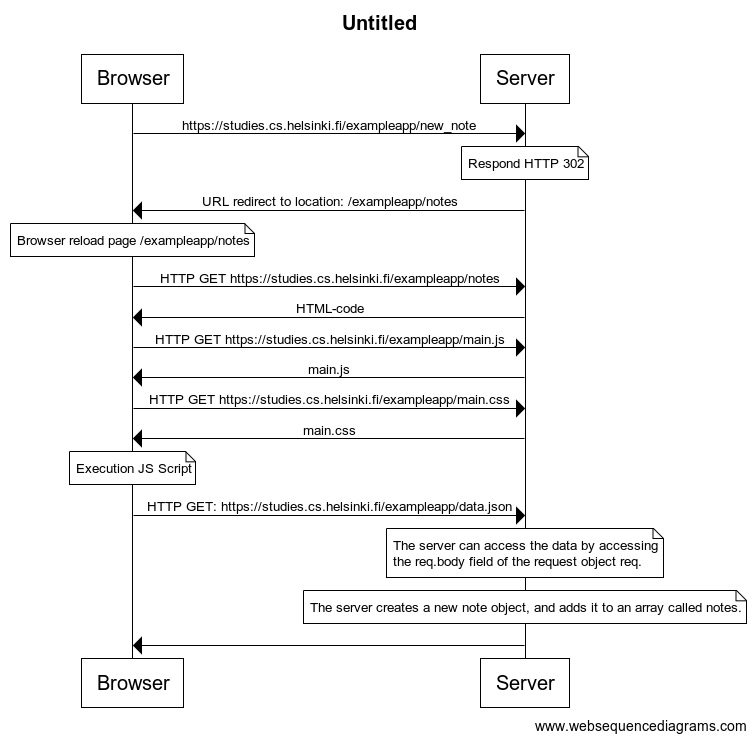 Untitled
Browser
Server
https://studies.cs.helsinki.fi/exampleapp/new_note
Respond HTTP 302
URL redirect to location: /exampleapp/notes
Browser reload page /exampleapp/notes
HTTP GET https://studies.cs.helsinki.fi/exampleapp/notes
HTML-code
HTTP GET https://studies.cs.helsinki.fi/exampleapp/main.js
main.js
HTTP GET https://studies.cs.helsinki.fi/exampleapp/main.css
main.css
Execution JS Script
HTTP GET: https://studies.cs.helsinki.fi/exampleapp/data.json
The server can access the data by accessing
the req.body field of the request object req.
The server creates a new note object, and adds it to an array called notes.
Browser
Server
www.websequencediagrams.com